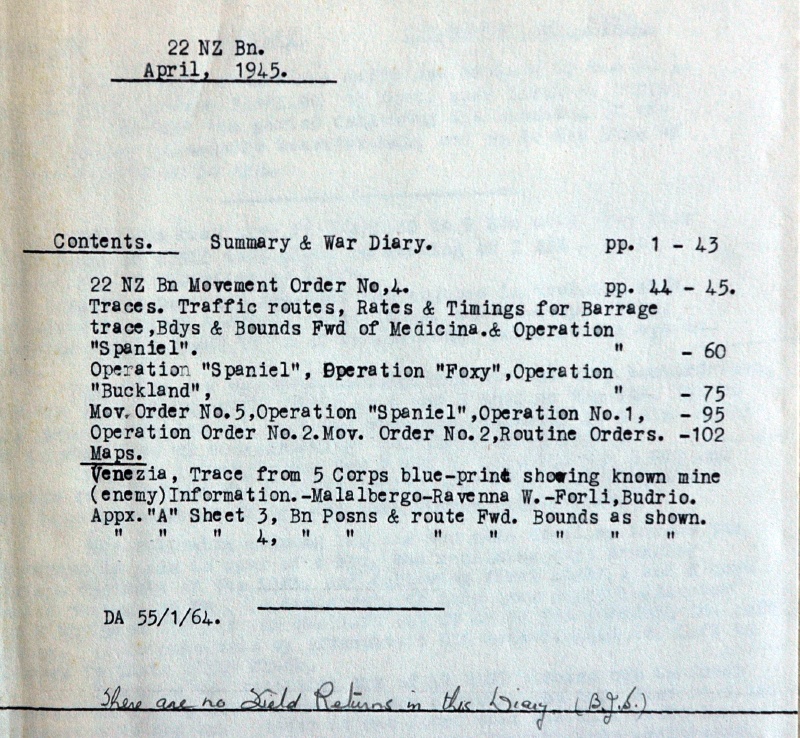 22 NZ Bn.
April, 1945.
Contents. Summary & War Diary. pp. 1 - 43
22 NZ Bn Movement Order No,4. pp. 44 - 45.
Traces. Traffic routes, Rates & Timings for Barrage
trace,Bdys & Bounds Fwd of Medicina.& Operation
"Spaniel". " - 60
Operation "Spaniel", Operation "Foxy",Operation
"Buckland", " - 75
Mov.Order No.5,Operation "Spaniel",Operation No.1, - 95
Operation Order No.2.Mov. Order No.2,Routine Orders. -102
Maps.
Venezia, Trace from 5 Corps blue-print showing known mine
(enemy)Information.-Malalbergo-Ravenna W.-Forli,Budrio.
Appx."A" Sheet 3, Bn Posns & route Fwd. Bounds as shown.
" " " 4, " " " " " " "
DA 55/1/64.
There are no Field Returns in this Diary (B.J.S.)